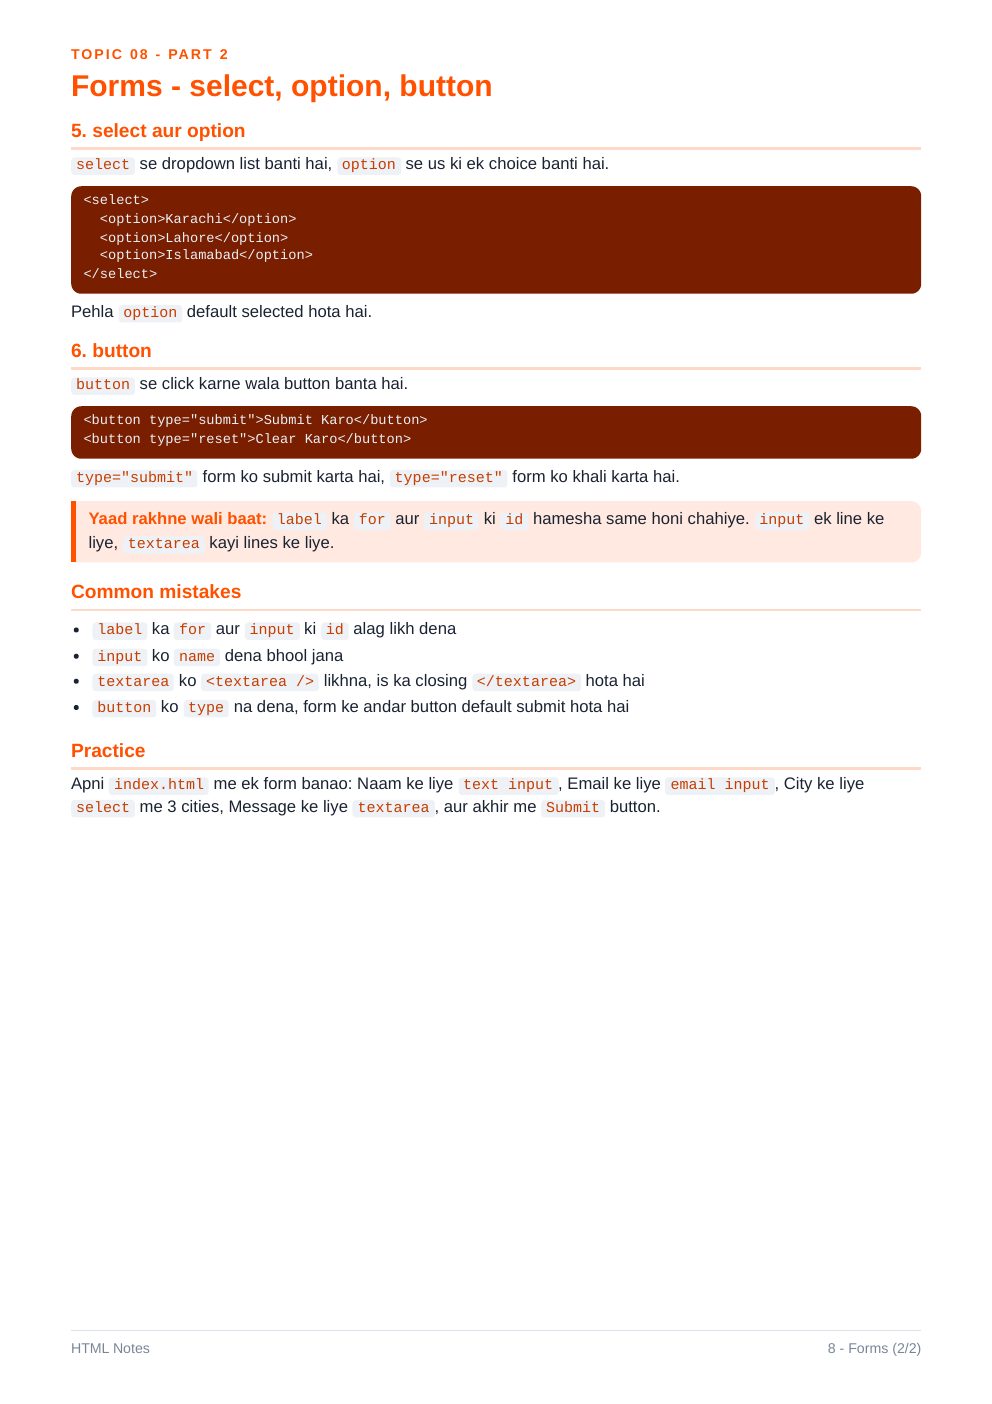 TOPIC 08 - PART 2
Forms - select, option, button
5. select aur option
select se dropdown list banti hai, option se us ki ek choice banti hai.
<select>
  <option>Karachi</option>
  <option>Lahore</option>
  <option>Islamabad</option>
</select>
Pehla option default selected hota hai.
6. button
button se click karne wala button banta hai.
<button type="submit">Submit Karo</button>
<button type="reset">Clear Karo</button>
type="submit" form ko submit karta hai, type="reset" form ko khali karta hai.
Yaad rakhne wali baat: label ka for aur input ki id hamesha same honi chahiye. input ek line ke
liye, textarea kayi lines ke liye.
Common mistakes
• label ka for aur input ki id alag likh dena
• input ko name dena bhool jana
• textarea ko <textarea /> likhna, is ka closing </textarea> hota hai
• button ko type na dena, form ke andar button default submit hota hai
Practice
Apni index.html me ek form banao: Naam ke liye text input, Email ke liye email input, City ke liye
select me 3 cities, Message ke liye textarea, aur akhir me Submit button.
HTML Notes
8 - Forms (2/2)